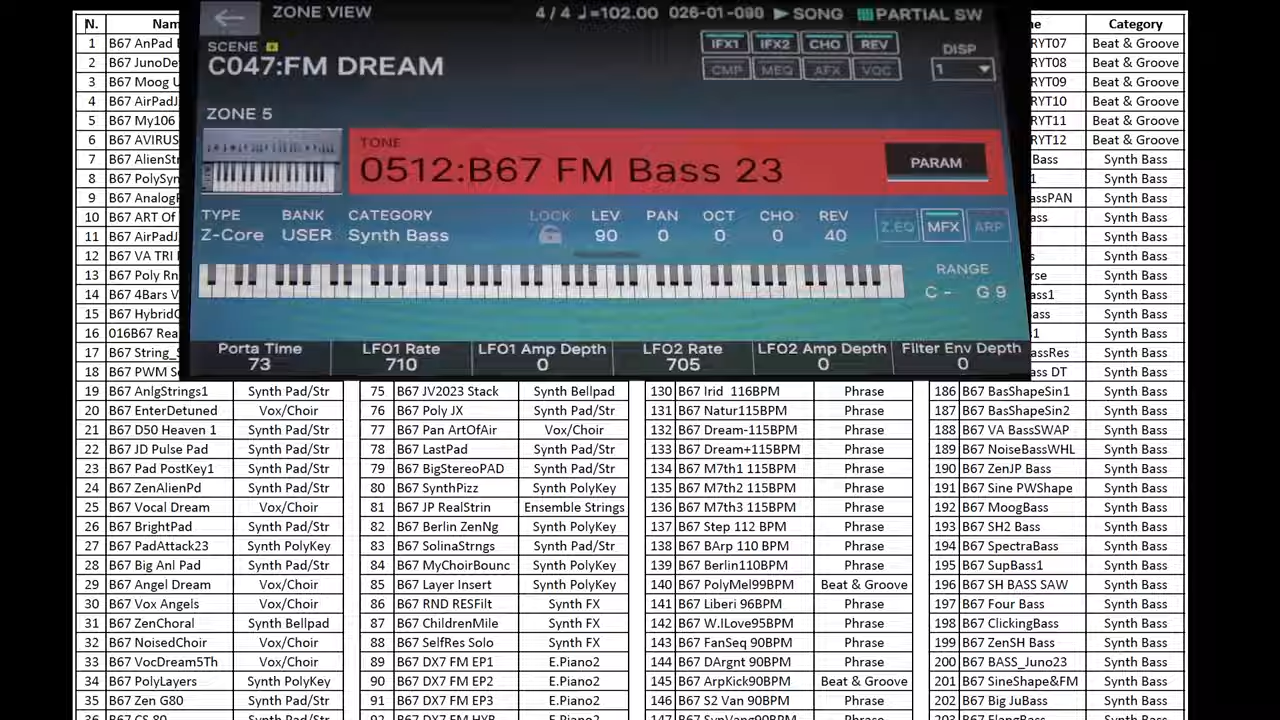 ZONE VIEW
4 / 4 ♩=102.00 026-01-090 ▶SONG PARTIAL SW
SCENE
C047:FM DREAM
IFX1 IFX2 CHO REV
CMP MEQ AFX VOC
DISP
1
ZONE 5
TONE
0512:B67 FM Bass 23
PARAM
TYPE BANK CATEGORY LOCK LEV PAN OCT CHO REV
Z-Core USER Synth Bass 90 0 0 0 40
Z.EQ MFX ARP
RANGE
C - G 9
Porta Time LFO1 Rate LFO1 Amp Depth LFO2 Rate LFO2 Amp Depth Filter Env Depth
73 710 0 705 0 0
N. Category
1 B67 AnPad RYT07 Beat & Groove
2 B67 JunoDe RYT08 Beat & Groove
3 B67 Moog RYT09 Beat & Groove
4 B67 AirPadJ RYT10 Beat & Groove
5 B67 My106 RYT11 Beat & Groove
6 B67 AVIRUS RYT12 Beat & Groove
7 B67 AlienStr Bass Synth Bass
8 B67 PolySyn Synth Bass
9 B67 Analog assPAN Synth Bass
10 B67 ART Of ass Synth Bass
11 B67 AirPadJ Synth Bass
12 B67 VA TRI Synth Bass
13 B67 Poly Rn rse Synth Bass
14 B67 4Bars V ass1 Synth Bass
15 B67 Hybrid ass Synth Bass
16 016B67 Rea Synth Bass
17 B67 String_S assRes Synth Bass
18 B67 PWM S ass DT Synth Bass
19 B67 AnlgStrings1 Synth Pad/Str 75 B67 JV2023 Stack Synth Bellpad 130 B67 Irid 116BPM Phrase 186 B67 BasShapeSin1 Synth Bass
20 B67 EnterDetuned Vox/Choir 76 B67 Poly JX Synth Pad/Str 131 B67 Natur115BPM Phrase 187 B67 BasShapeSin2 Synth Bass
21 B67 D50 Heaven 1 Synth Pad/Str 77 B67 Pan ArtOfAir Vox/Choir 132 B67 Dream-115BPM Phrase 188 B67 VA BassSWAP Synth Bass
22 B67 JD Pulse Pad Synth Pad/Str 78 B67 LastPad Synth Pad/Str 133 B67 Dream+115BPM Phrase 189 B67 NoiseBassWHL Synth Bass
23 B67 Pad PostKey1 Synth Pad/Str 79 B67 BigStereoPAD Synth Pad/Str 134 B67 M7th1 115BPM Phrase 190 B67 ZenJP Bass Synth Bass
24 B67 ZenAlienPd Synth Pad/Str 80 B67 SynthPizz Synth PolyKey 135 B67 M7th2 115BPM Phrase 191 B67 Sine PWShape Synth Bass
25 B67 Vocal Dream Vox/Choir 81 B67 JP RealStrin Ensemble Strings 136 B67 M7th3 115BPM Phrase 192 B67 MoogBass Synth Bass
26 B67 BrightPad Synth Pad/Str 82 B67 Berlin ZenNg Synth PolyKey 137 B67 Step 112 BPM Phrase 193 B67 SH2 Bass Synth Bass
27 B67 PadAttack23 Synth PolyKey 83 B67 SolinaStrngs Synth Pad/Str 138 B67 BArp 110 BPM Phrase 194 B67 SpectraBass Synth Bass
28 B67 Big Anl Pad Synth Pad/Str 84 B67 MyChoirBounc Synth PolyKey 139 B67 Berlin110BPM Phrase 195 B67 SupBass1 Synth Bass
29 B67 Angel Dream Vox/Choir 85 B67 Layer Insert Synth PolyKey 140 B67 PolyMel99BPM Beat & Groove 196 B67 SH BASS SAW Synth Bass
30 B67 Vox Angels Vox/Choir 86 B67 RND RESFilt Synth FX 141 B67 Liberi 96BPM Phrase 197 B67 Four Bass Synth Bass
31 B67 ZenChoral Synth Bellpad 87 B67 ChildrenMile Synth FX 142 B67 W.ILove95BPM Phrase 198 B67 ClickingBass Synth Bass
32 B67 NoisedChoir Vox/Choir 88 B67 SelfRes Solo Synth FX 143 B67 FanSeq 90BPM Phrase 199 B67 ZenSH Bass Synth Bass
33 B67 VocDream5Th Vox/Choir 89 B67 DX7 FM EP1 E.Piano2 144 B67 DArgnt 90BPM Phrase 200 B67 BASS_Juno23 Synth Bass
34 B67 PolyLayers Synth PolyKey 90 B67 DX7 FM EP2 E.Piano2 145 B67 ArpKick90BPM Beat & Groove 201 B67 SineShape&FM Synth Bass
35 B67 Zen G80 Synth Pad/Str 91 B67 DX7 FM EP3 E.Piano2 146 B67 S2 Van 90BPM Phrase 202 B67 Big JuBass Synth Bass